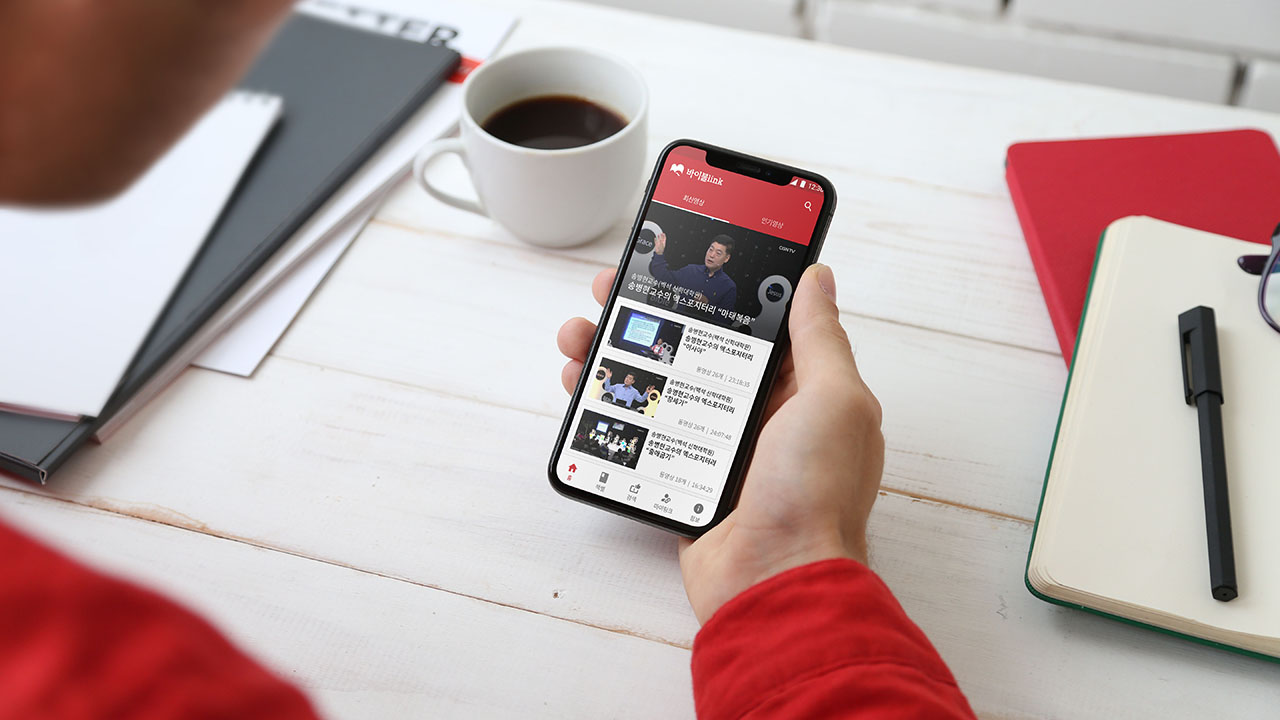 바이블link
12:30
최신영상
인기영상
CGNTV
Grace
Jesus
송병현교수(백석 신학대학원)
송병현교수의 엑스포지터리 "마태복음"
송병현교수(백석 신학대학원)
송병현교수의 엑스포지터리
"이사야"
동영상 26개 | 23:18:35
송병현교수(백석 신학대학원)
송병현교수의 엑스포지터리
"창세기"
동영상 26개 | 24:07:48
송병현교수(백석 신학대학원)
송병현교수의 엑스포지터리
"출애굽기"
동영상 18개 | 16:34:29
홈
책별
검색
마이링크
정보